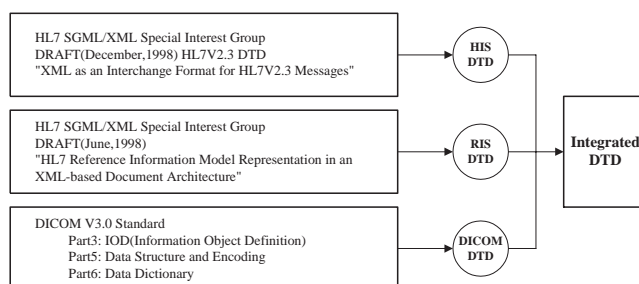 HL7 SGML/XML Special Interest Group
DRAFT(December,1998) HL7V2.3 DTD
"XML as an Interchange Format for HL7V2.3 Messages"
HIS
DTD
HL7 SGML/XML Special Interest Group
DRAFT(June,1998)
"HL7 Reference Information Model Representation in an
XML-based Document Architecture"
RIS
DTD
Integrated
DTD
DICOM V3.0 Standard
Part3: IOD(Information Object Definition)
Part5: Data Structure and Encoding
Part6: Data Dictionary
DICOM
DTD